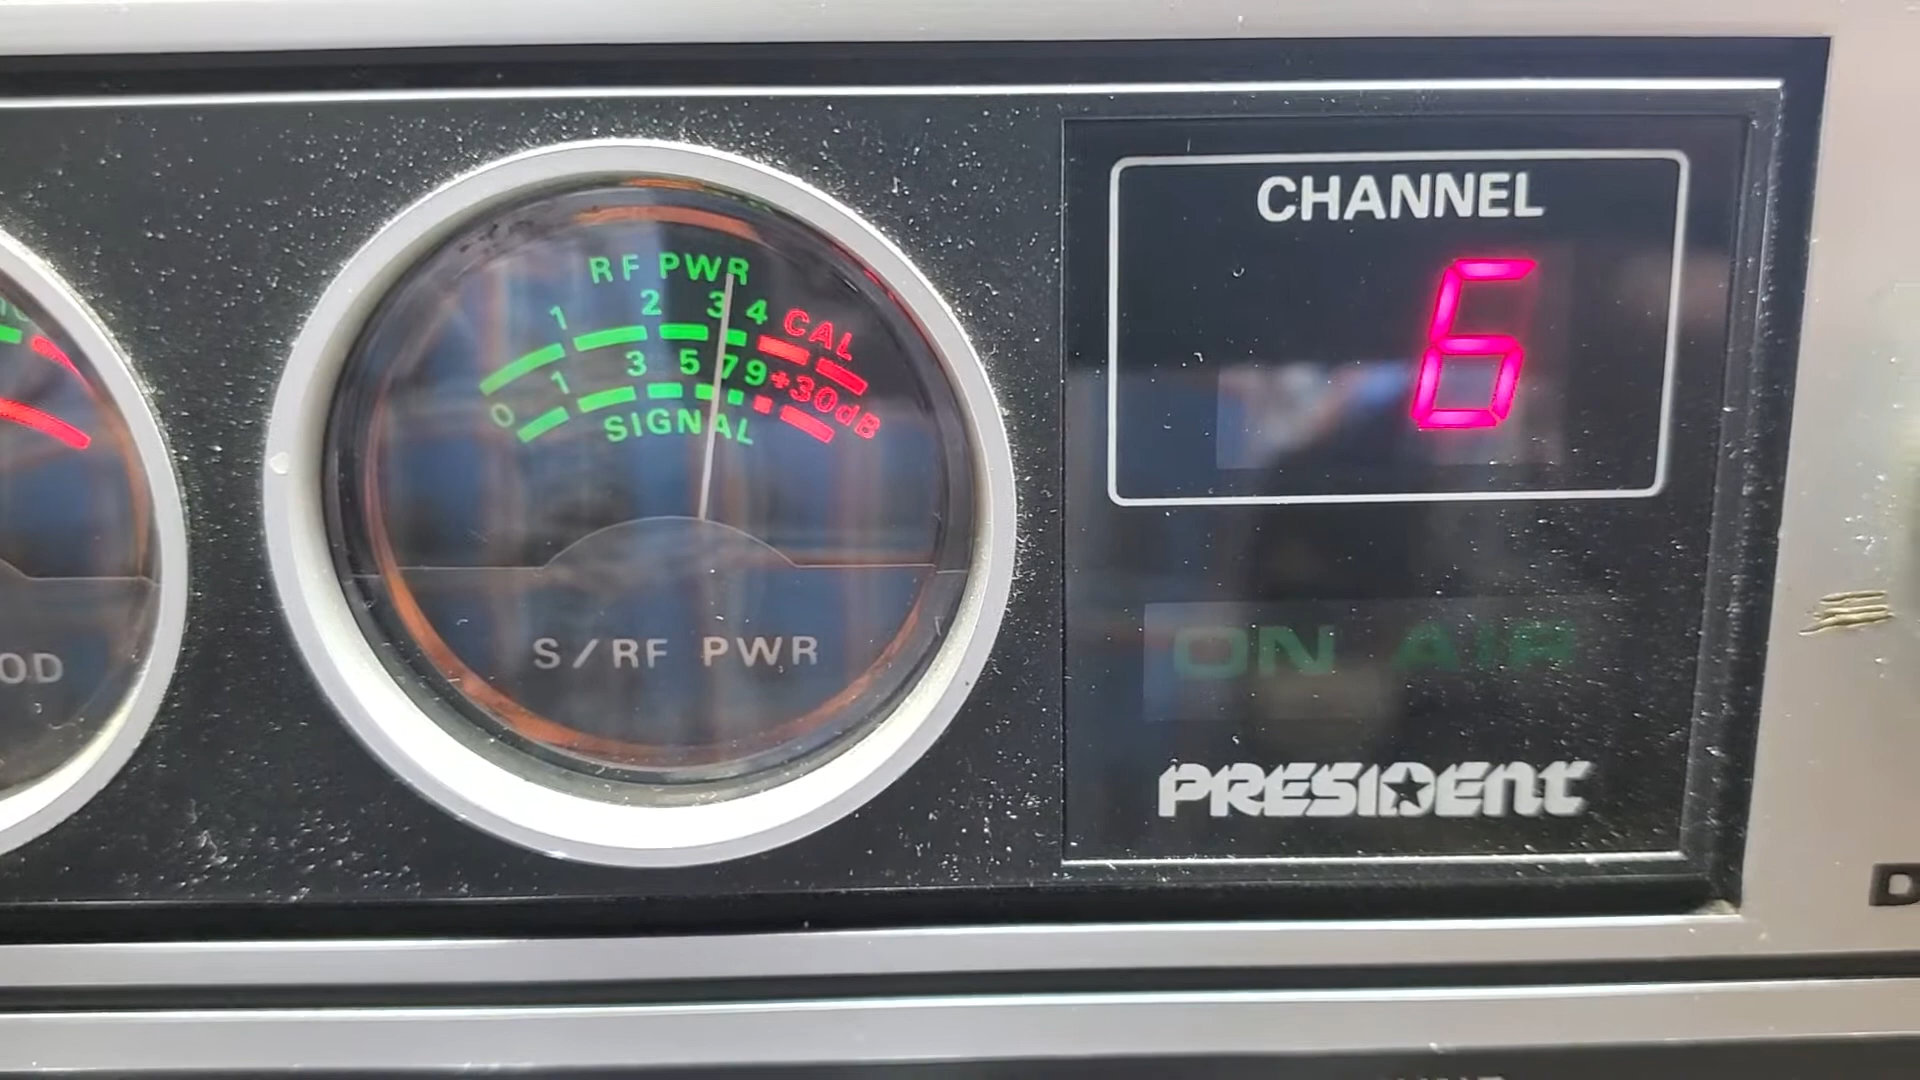 RF PWR
1 2 3 4 CAL
0 1 3 5 7 9 +30dB
SIGNAL
S/RF PWR
OD
CHANNEL
6
ON AIR
PRESIDENT
D